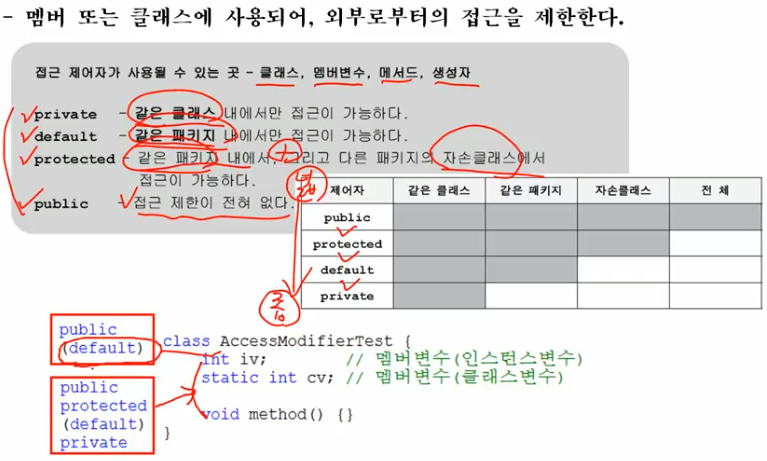 - 멤버 또는 클래스에 사용되어, 외부로부터의 접근을 제한한다.
접근 제어자가 사용될 수 있는 곳 - 클래스, 멤버변수, 메서드, 생성자
private - 같은 클래스 내에서만 접근이 가능하다.
default - 같은 패키지 내에서만 접근이 가능하다.
protected - 같은 패키지 내에서, 그리고 다른 패키지의 자손클래스에서
접근이 가능하다.
public - 접근 제한이 전혀 없다.
넓
제어자 같은 클래스 같은 패키지 자손클래스 전 체
public
protected
default
private
좁
public
(default)
class AccessModifierTest {
int iv; // 멤버변수(인스턴스변수)
static int cv; // 멤버변수(클래스변수)
void method() {}
}
public
protected
(default)
private